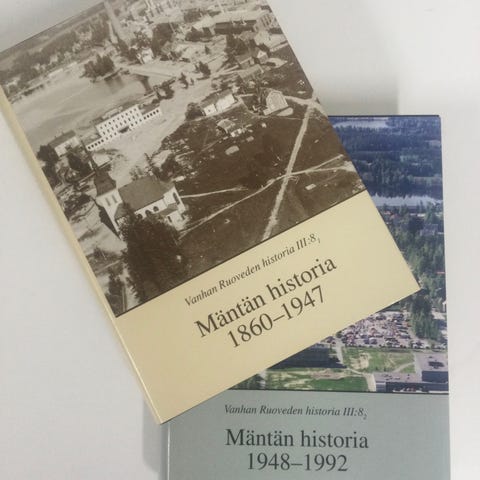 Vanhan Ruoveden historia III:8₁
Mäntän historia
1860–1947
Vanhan Ruoveden historia III:8₂
Mäntän historia
1948–1992